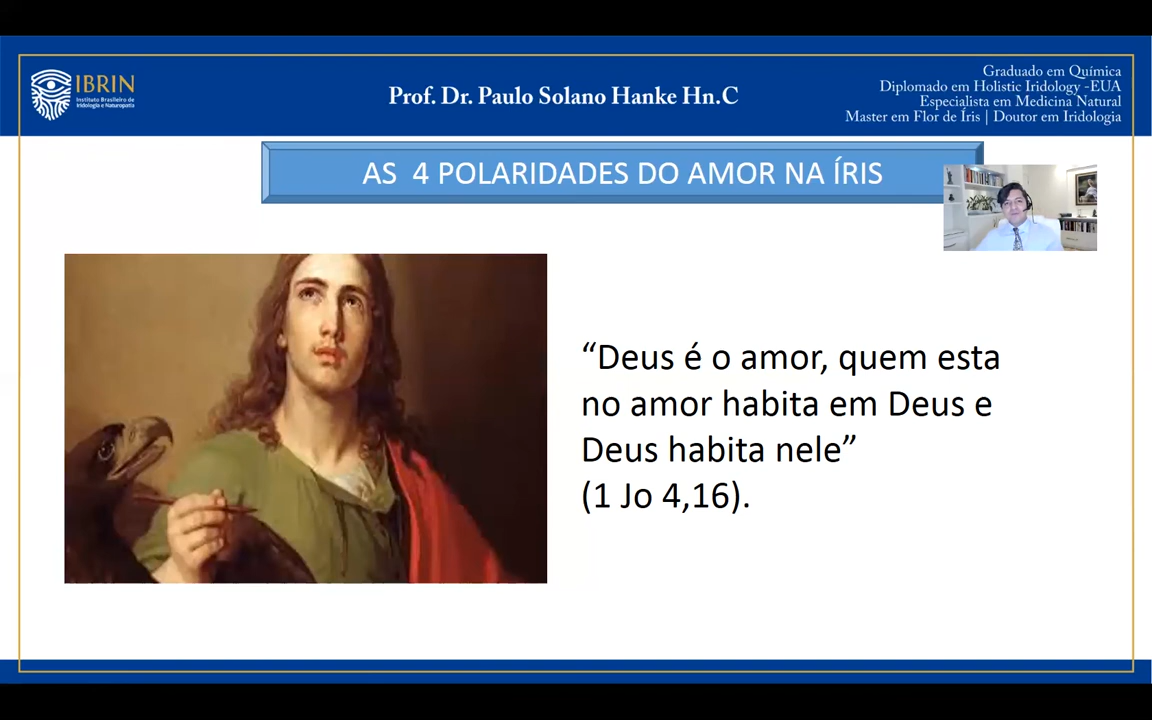 IBRIN
Instituto Brasileiro de
Iridologia e Naturopatia
Prof. Dr. Paulo Solano Hanke Hn.C
Graduado em Química
Diplomado em Holistic Iridology -EUA
Especialista em Medicina Natural
Master em Flor de Íris | Doutor em Iridologia
AS 4 POLARIDADES DO AMOR NA ÍRIS
“Deus é o amor, quem esta
no amor habita em Deus e
Deus habita nele”
(1 Jo 4,16).